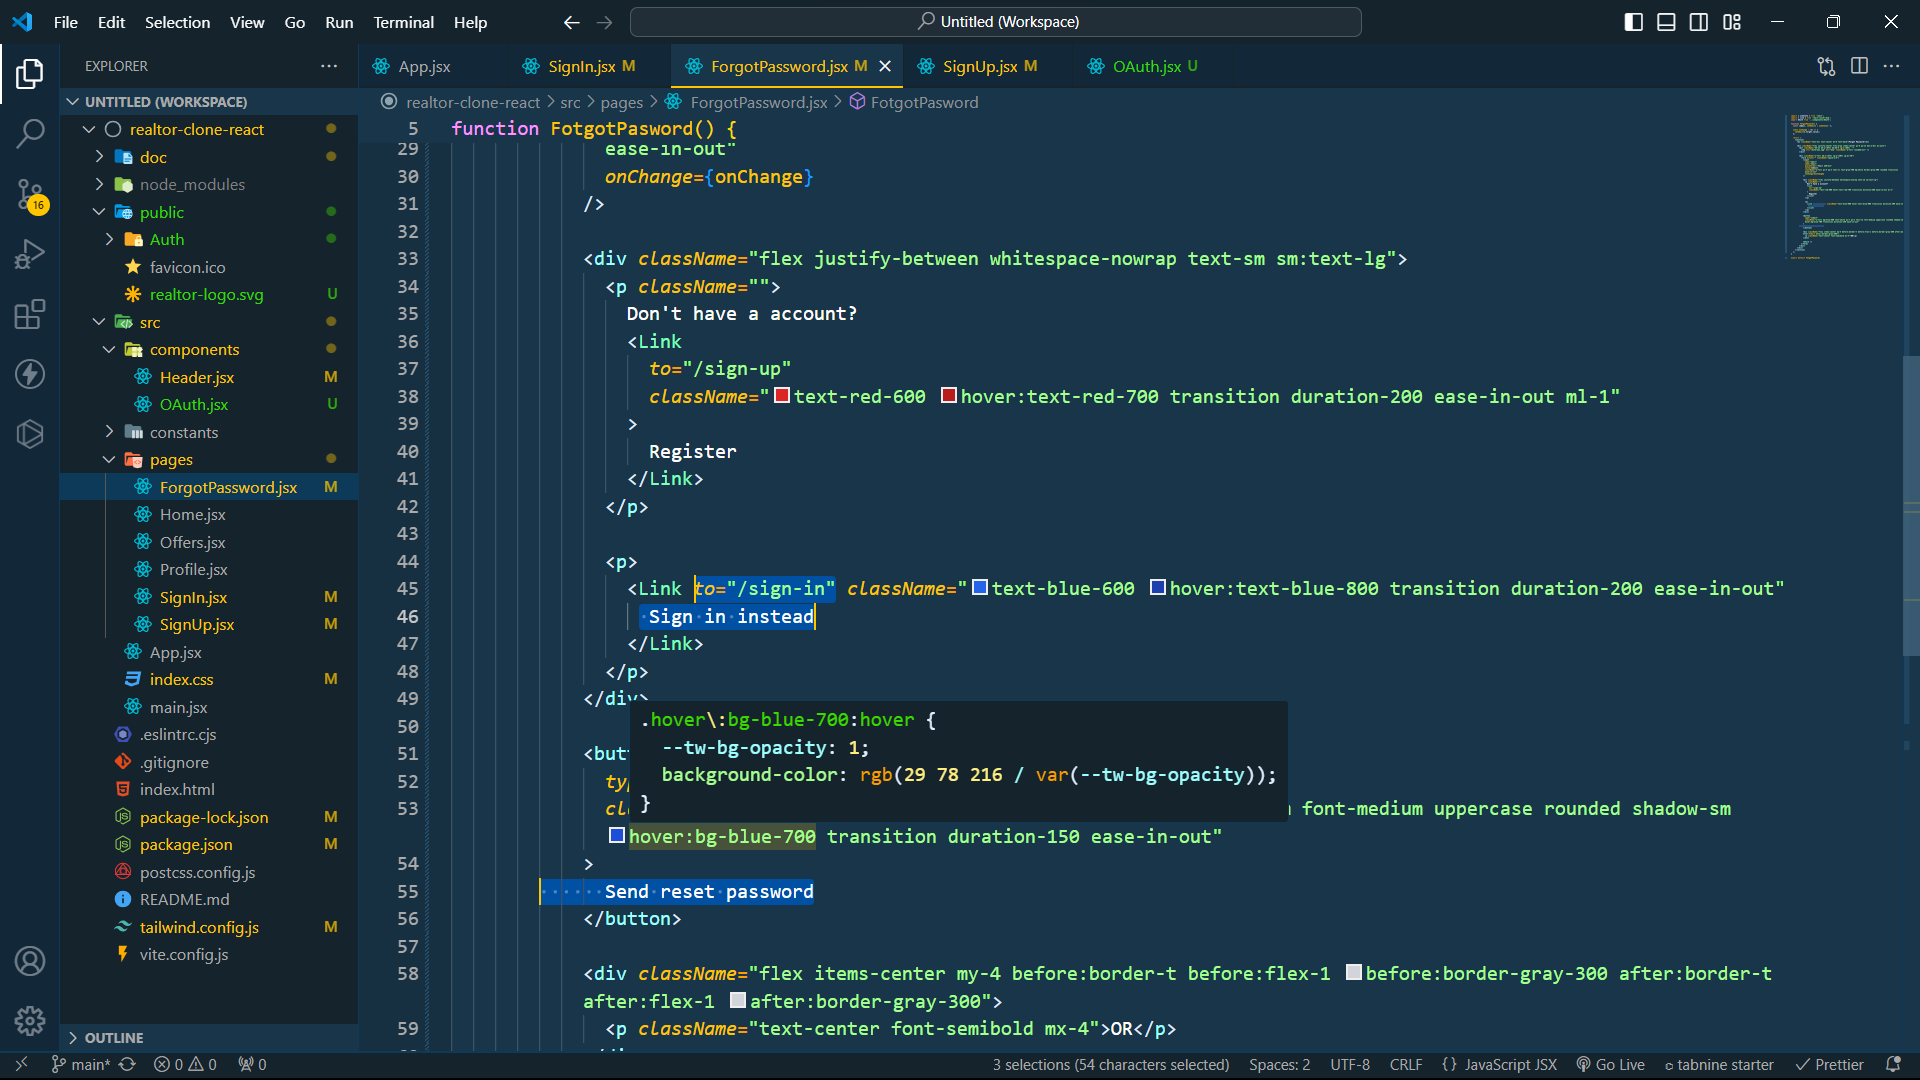 File Edit Selection View Go Run Terminal Help
Untitled (Workspace)
EXPLORER
App.jsx
SignIn.jsx M
ForgotPassword.jsx M
SignUp.jsx M
OAuth.jsx U
UNTITLED (WORKSPACE)
realtor-clone-react
doc
node_modules
public
Auth
favicon.ico
realtor-logo.svg U
src
components
Header.jsx M
OAuth.jsx U
constants
pages
ForgotPassword.jsx M
Home.jsx
Offers.jsx
Profile.jsx
SignIn.jsx M
SignUp.jsx M
App.jsx
index.css M
main.jsx
.eslintrc.cjs
.gitignore
index.html
package-lock.json M
package.json M
postcss.config.js
README.md
tailwind.config.js M
vite.config.js
OUTLINE
16
realtor-clone-react > src > pages > ForgotPassword.jsx > FotgotPasword
5 function FotgotPasword() {
29 ease-in-out"
30 onChange={onChange}
31 />
32
33 <div className="flex justify-between whitespace-nowrap text-sm sm:text-lg">
34 <p className="">
35 Don't have a account?
36 <Link
37 to="/sign-up"
38 className="text-red-600 hover:text-red-700 transition duration-200 ease-in-out ml-1"
39 >
40 Register
41 </Link>
42 </p>
43
44 <p>
45 <Link to="/sign-in" className="text-blue-600 hover:text-blue-800 transition duration-200 ease-in-out"
46 Sign in instead
47 </Link>
48 </p>
49 </div>
50
.hover\:bg-blue-700:hover {
--tw-bg-opacity: 1;
background-color: rgb(29 78 216 / var(--tw-bg-opacity));
}
51 <but
52 ty
53 cl font-medium uppercase rounded shadow-sm
hover:bg-blue-700 transition duration-150 ease-in-out"
54 >
55 Send reset password
56 </button>
57
58 <div className="flex items-center my-4 before:border-t before:flex-1 before:border-gray-300 after:border-t
after:flex-1 after:border-gray-300">
59 <p className="text-center font-semibold mx-4">OR</p>
main* 0 0 0
3 selections (54 characters selected) Spaces: 2 UTF-8 CRLF {} JavaScript JSX Go Live tabnine starter Prettier